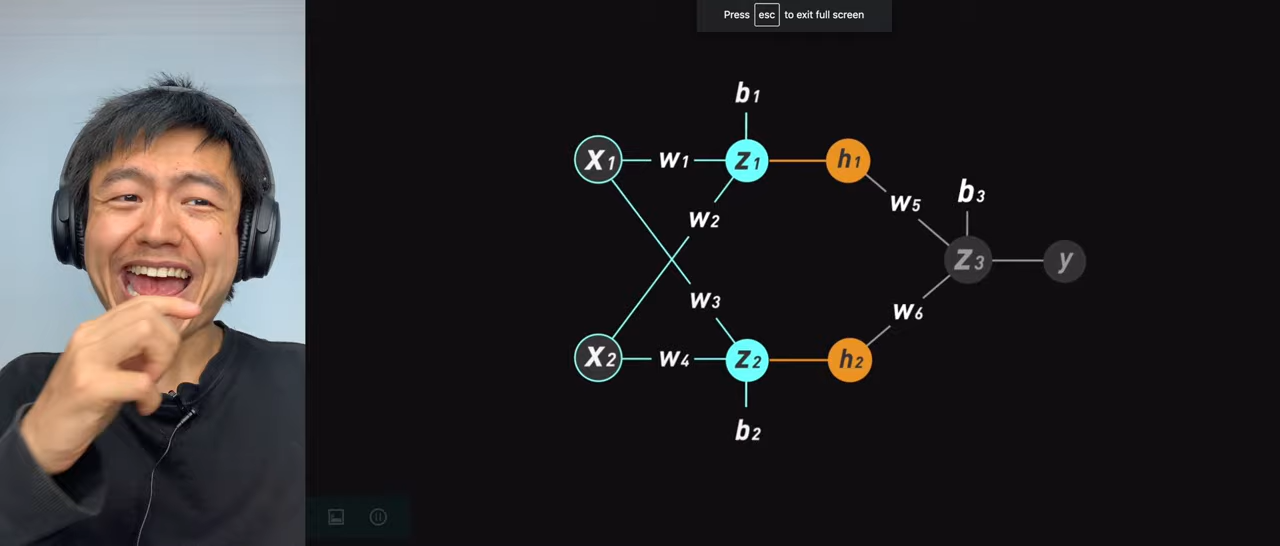 Press esc to exit full screen
b1
x1 w1 z1 h1
w2
w5
b3
z3 y
w3
w6
x2 w4 z2 h2
b2